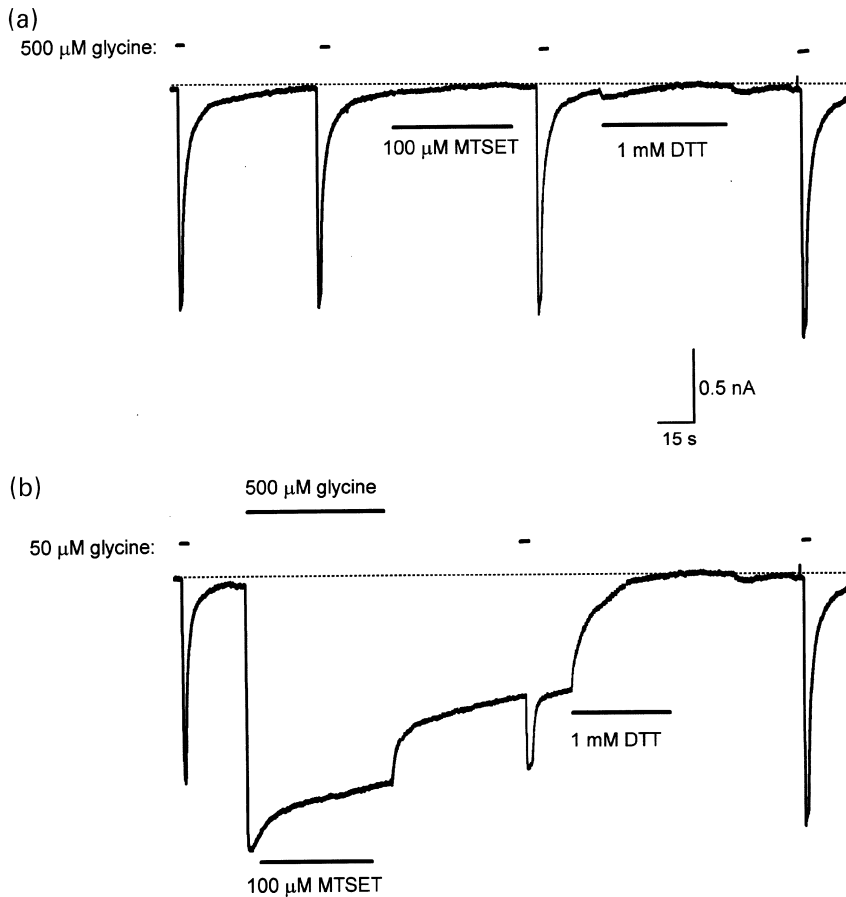 (a)
500 μM glycine:
100 μM MTSET
1 mM DTT
0.5 nA
15 s
(b)
500 μM glycine
50 μM glycine:
1 mM DTT
100 μM MTSET